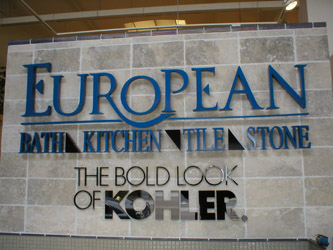 EUROPEAN
BATH KITCHEN TILE STONE
THE BOLD LOOK
OF KOHLER.